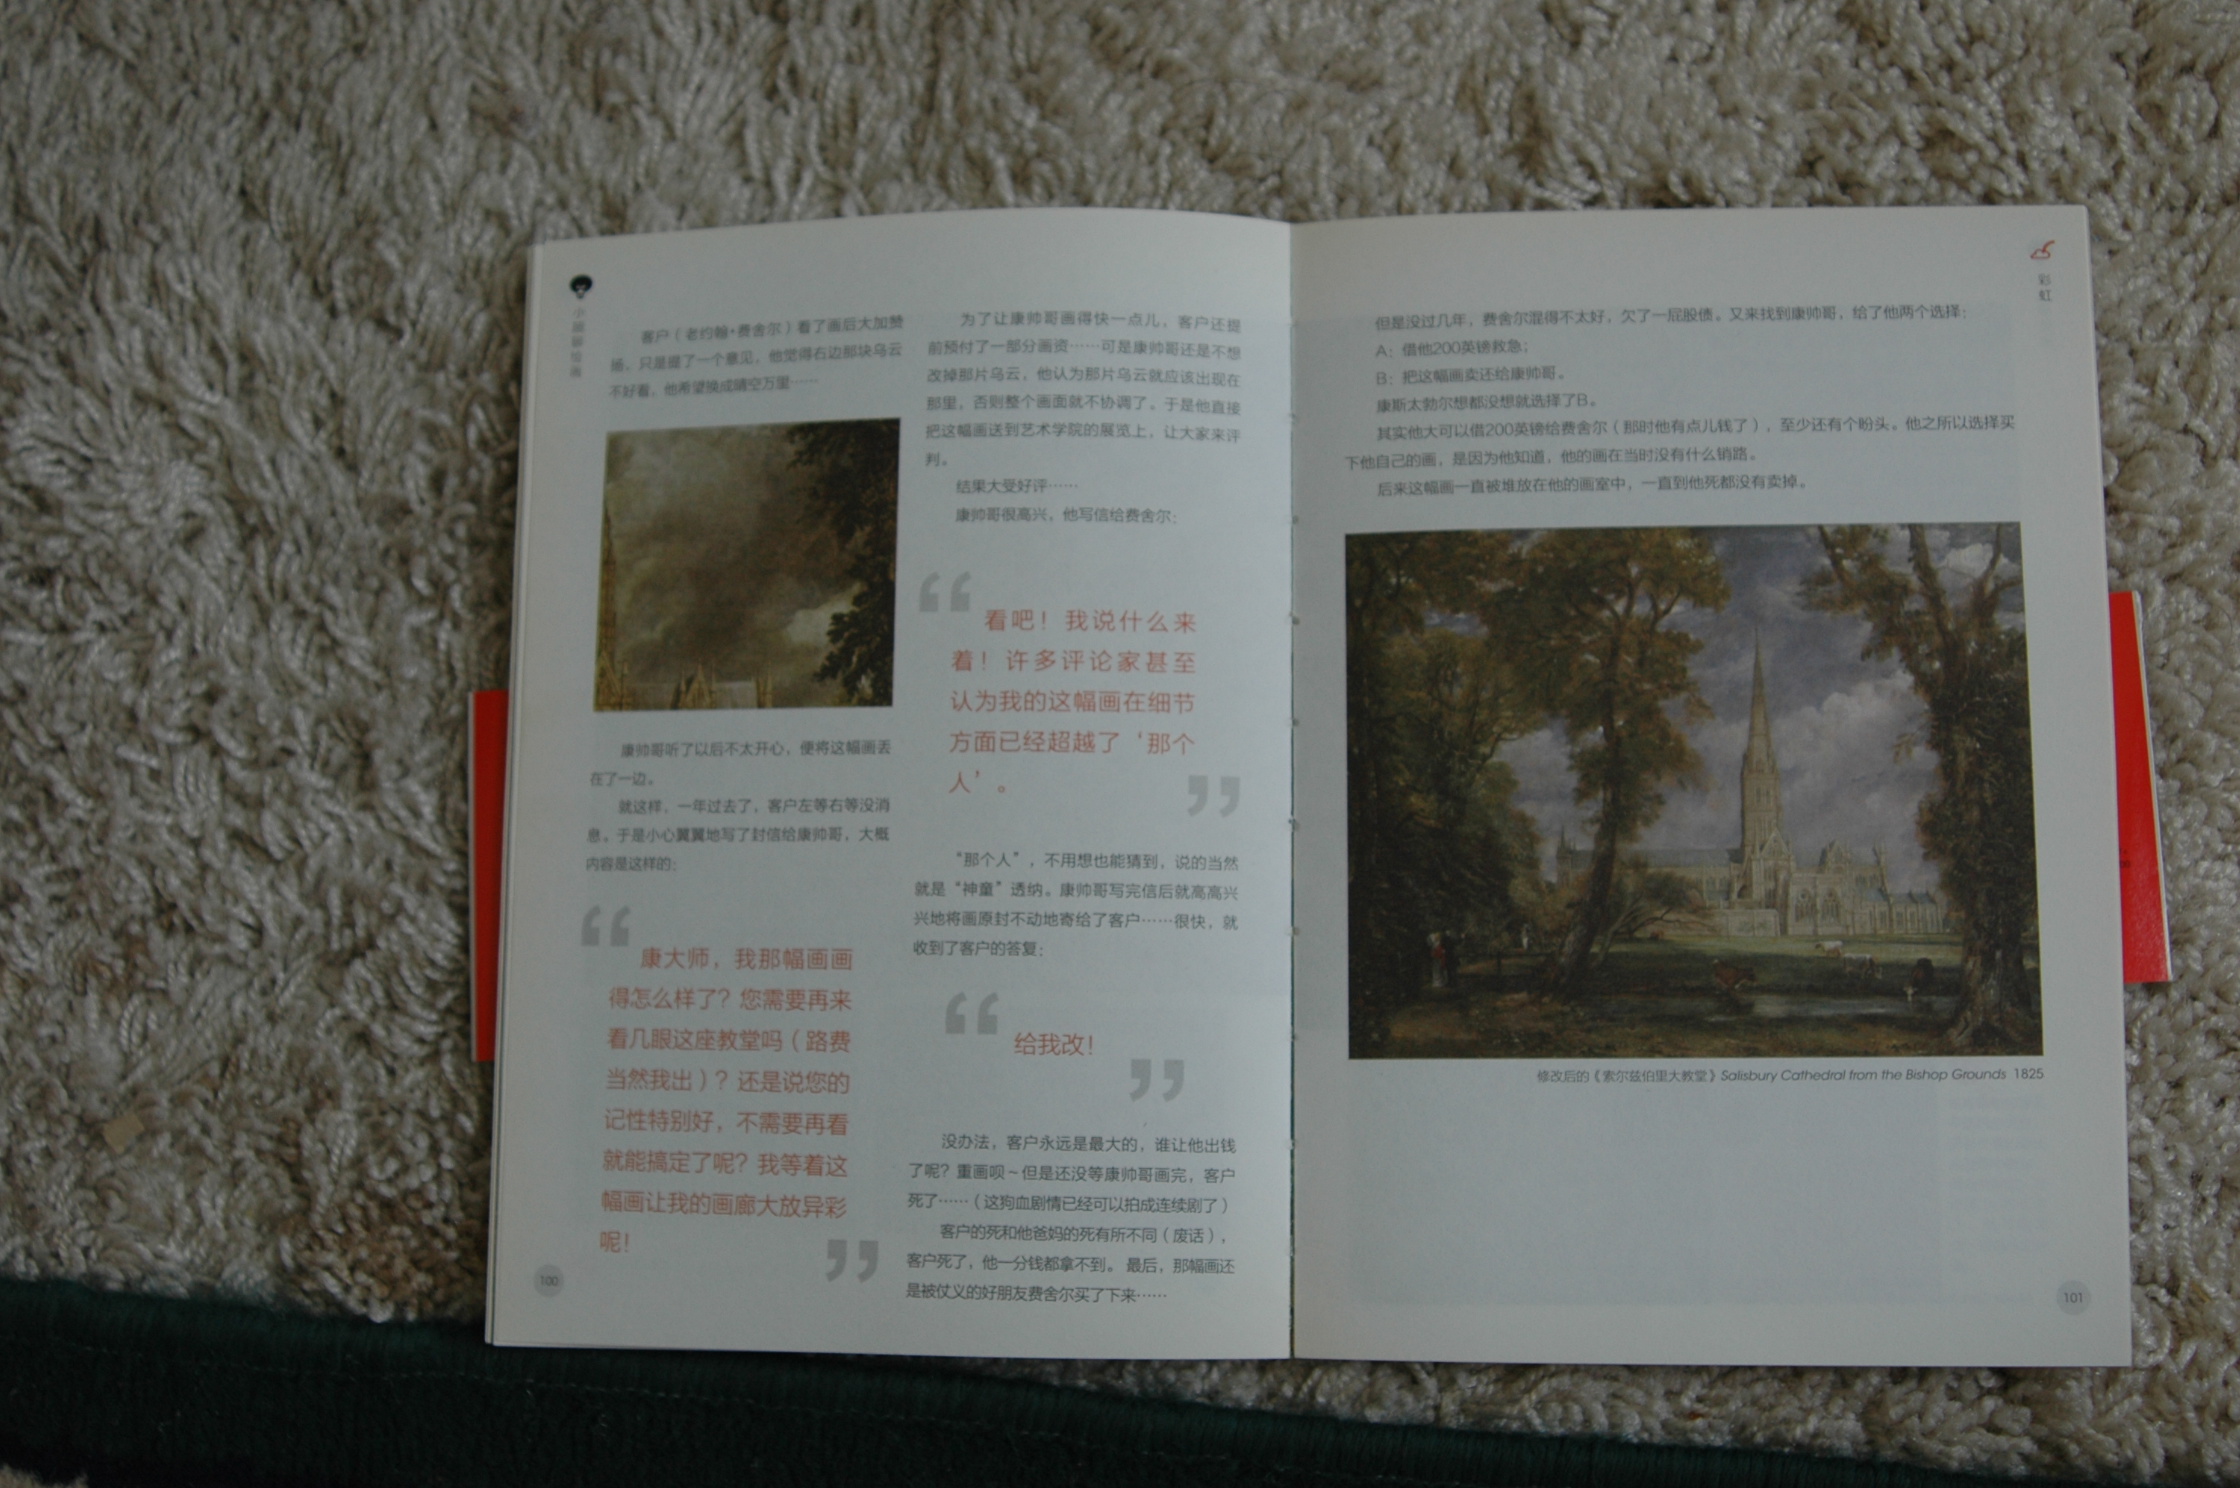 小顾聊绘画
客户（老约翰·费舍尔）看了画后大加赞
扬，只是提了一个意见，他觉得右边那块乌云
不好看，他希望换成晴空万里……
康帅哥听了以后不太开心，便将这幅画丢
在了一边。
就这样，一年过去了，客户左等右等没消
息，于是小心翼翼地写了封信给康帅哥，大概
内容是这样的：
“
康大师，我那幅画画
得怎么样了？您需要再来
看几眼这座教堂吗（路费
当然我出）？还是说您的
记性特别好，不需要再看
就能搞定了呢？我等着这
幅画让我的画廊大放异彩
呢！
”
100
为了让康帅哥画得快一点儿，客户还提
前预付了一部分画资……可是康帅哥还是不想
改掉那片乌云，他认为那片乌云就应该出现在
那里，否则整个画面就不协调了。于是他直接
把这幅画送到艺术学院的展览上，让大家来评
判。
结果大受好评……
康帅哥很高兴，他写信给费舍尔：
“
看吧！我说什么来
着！许多评论家甚至
认为我的这幅画在细节
方面已经超越了‘那个
人’。
”
“那个人”，不用想也能猜到，说的当然
就是“神童”透纳。康帅哥写完信后就高高兴
兴地将画原封不动地寄给了客户……很快，就
收到了客户的答复：
“
给我改！
”
没办法，客户永远是最大的，谁让他出钱
了呢？重画呗～但是还没等康帅哥画完，客户
死了……（这狗血剧情已经可以拍成连续剧了）
客户的死和他爸妈的死有所不同（废话），
客户死了，他一分钱都拿不到。最后，那幅画还
是被仗义的好朋友费舍尔买了下来……
5
彩虹
但是没过几年，费舍尔混得不太好，欠了一屁股债。又来找到康帅哥，给了他两个选择：
A：借他200英镑救急；
B：把这幅画卖还给康帅哥。
康斯太勃尔想都没想就选择了B。
其实他大可以借200英镑给费舍尔（那时他有点儿钱了），至少还有个盼头。他之所以选择买
下他自己的画，是因为他知道，他的画在当时没有什么销路。
后来这幅画一直被堆放在他的画室中，一直到他死都没有卖掉。
修改后的《索尔兹伯里大教堂》Salisbury Cathedral from the Bishop Grounds 1825
101